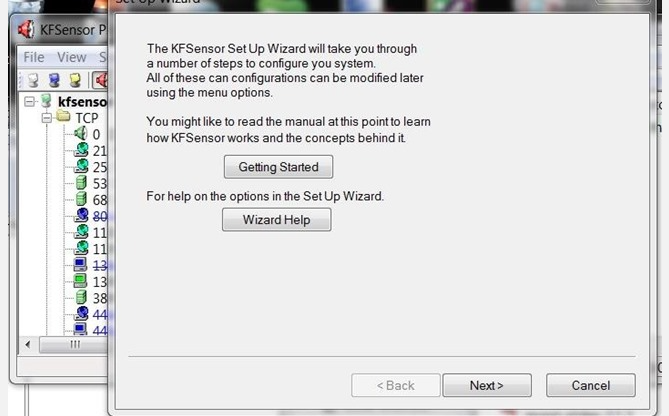 Set Up Wizard
KFSensor P
File View S
kfsenso
TCP
0
21
25
53
68
80
11
11
13
13
38
44
44
The KFSensor Set Up Wizard will take you through
a number of steps to configure you system.
All of these can configurations can be modified later
using the menu options.
You might like to read the manual at this point to learn
how KFSensor works and the concepts behind it.
Getting Started
For help on the options in the Set Up Wizard.
Wizard Help
< Back
Next >
Cancel